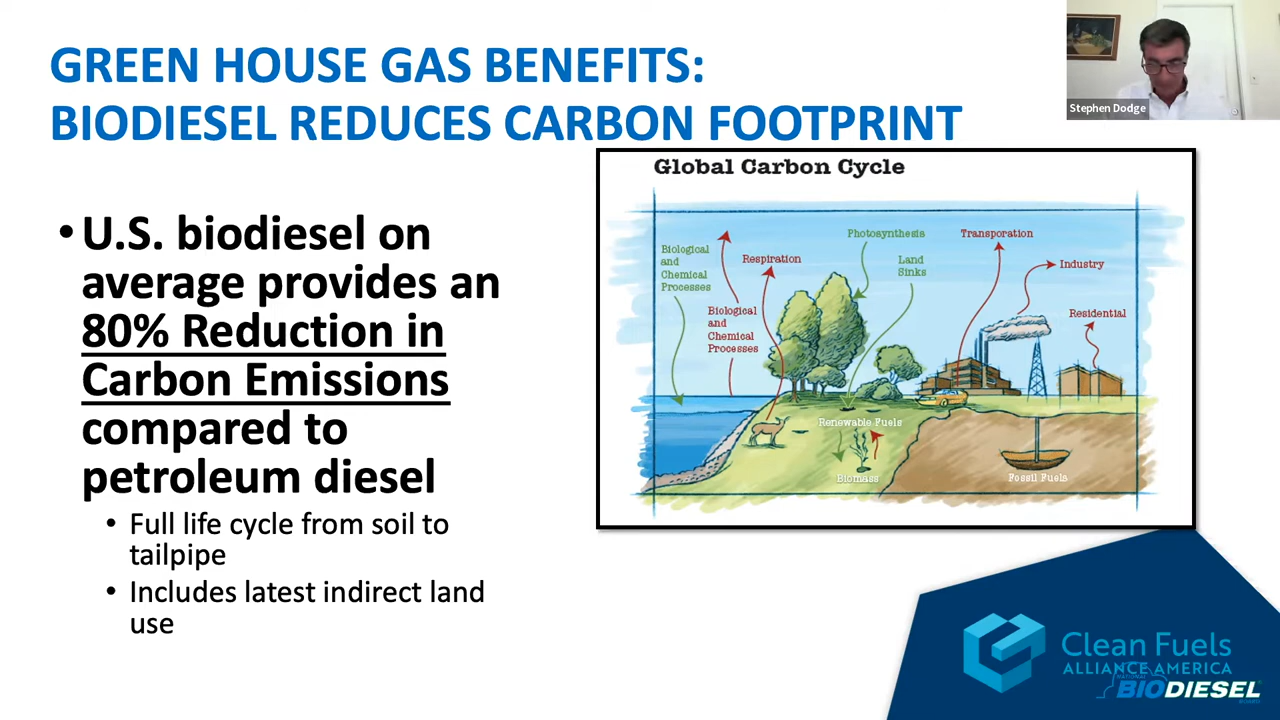 GREEN HOUSE GAS BENEFITS:
BIODIESEL REDUCES CARBON FOOTPRINT
Stephen Dodge
• U.S. biodiesel on
average provides an
80% Reduction in
Carbon Emissions
compared to
petroleum diesel
• Full life cycle from soil to
tailpipe
• Includes latest indirect land
use
Global Carbon Cycle
Biological
and
Chemical
Processes
Respiration
Biological
and
Chemical
Processes
Photosynthesis
Land
Sinks
Transporation
Industry
Residential
Renewable Fuels
Biomass
Fossil Fuels
Clean Fuels
ALLIANCE AMERICA
NATIONAL
BIODIESEL
BOARD